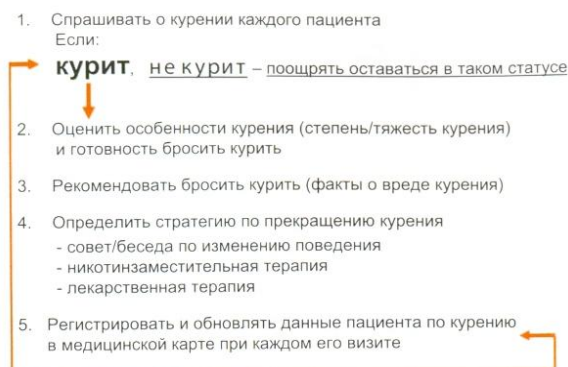 1. Спрашивать о курении каждого пациента
Если:
курит, не курит – поощрять оставаться в таком статусе
2. Оценить особенности курения (степень/тяжесть курения)
и готовность бросить курить
3. Рекомендовать бросить курить (факты о вреде курения)
4. Определить стратегию по прекращению курения
- совет/беседа по изменению поведения
- никотинзаместительная терапия
- лекарственная терапия
5. Регистрировать и обновлять данные пациента по курению
в медицинской карте при каждом его визите